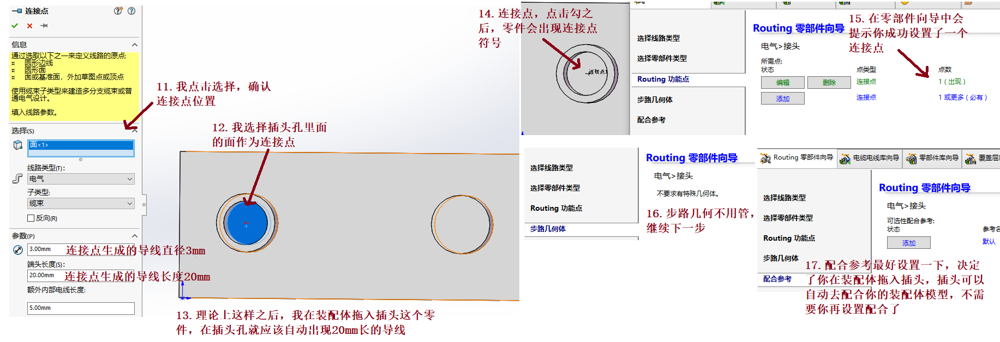 连接点
信息
通过选取以下之一来定义线路的原点:
¤ 圆形边线
¤ 圆形面
¤ 面或基准面，外加草图点或顶点
使用缆束子类型来建造多分支缆束或普
通电气设计。
填入线路参数。
选择(S)
面<1>
线路类型(T):
电气
子类型:
缆束
反向(R)
参数(P)
3.00mm
连接点生成的导线直径3mm
端头长度(S):
20.00mm
连接点生成的导线长度20mm
额外内部电线长度:
5.00mm
11.我点击选择，确认
连接点位置
12.我选择插头孔里面
的面作为连接点
13.理论上这样之后，我在装配体拖入插头这个零
件，在插头孔就应该自动出现20mm长的导线
14.连接点，点击勾之
后，零件会出现连接点
符号
连接点1
选择线路类型
选择零部件类型
Routing 功能点
步路几何体
配合参考
Routing 零部件向导
电气>接头
所需点:
状态
点类型
点数
编辑
删除
连接点
1 ( 出现 )
添加
连接点
1 或更多 ( 必有 )
15.在零部件向导中会
提示你成功设置了一个
连接点
选择线路类型
选择零部件类型
Routing 功能点
步路几何体
Routing 零部件向导
电气>接头
不要求有特殊几何体。
16.步路几何不用管，
继续下一步
Routing 零部件向导
电缆电线库向导
零部件库向导
覆盖层
选择线路类型
选择零部件类型
Routing 功能点
步路几何体
配合参考
Routing 零部件向导
电气>接头
可选性配合参考:
状态
参考名
添加
默认
17.配合参考最好设置一下，决定
了你在装配体拖入插头，插头可以
自动去配合你的装配体模型，不需
要你再设置配合了